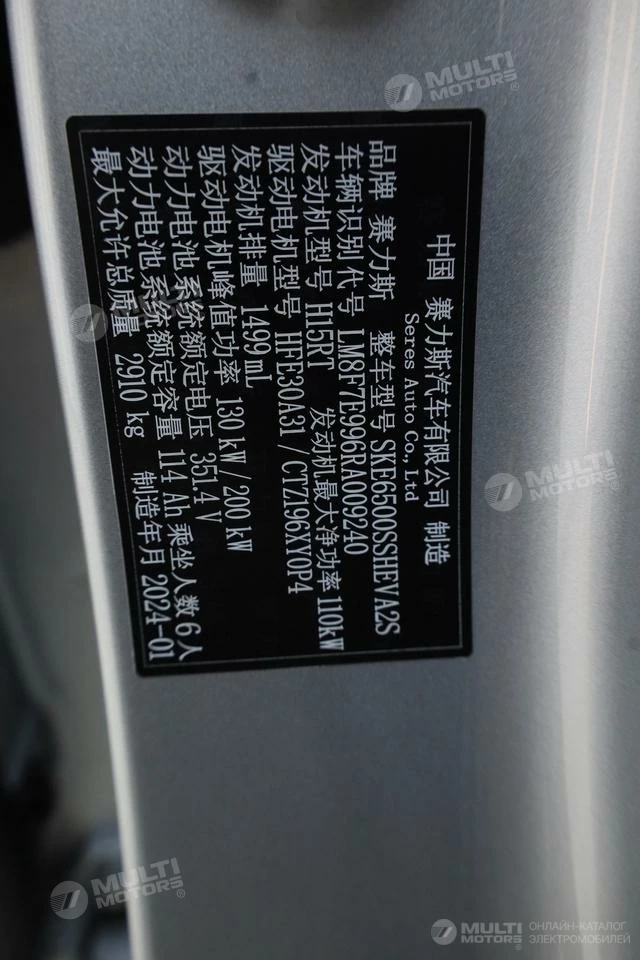 中国 赛力斯汽车有限公司 制造
Seres Auto Co., Ltd
品牌 赛力斯 整车型号 SKE6500SSHEVA2S
车辆识别代号 LM8F7E996RA009240
发动机型号 H15RT 发动机最大净功率 110kW
驱动电机型号 HFE30A31 / CTZ196XY0P4
发动机排量 1499 mL
驱动电机峰值功率 130 kW / 200 kW
动力电池系统额定电压 351.4 V
动力电池系统额定容量 114 Ah 乘坐人数 6 人
最大允许总质量 2910 kg 制造年月 2024-01
MULTI
MOTORS
MULTI
MOTORS
MULTI
MOTORS
MULTI
MOTORS
MULTI
MOTORS
ОНЛАЙН-КАТАЛОГ
ЭЛЕКТРОМОБИЛЕЙ